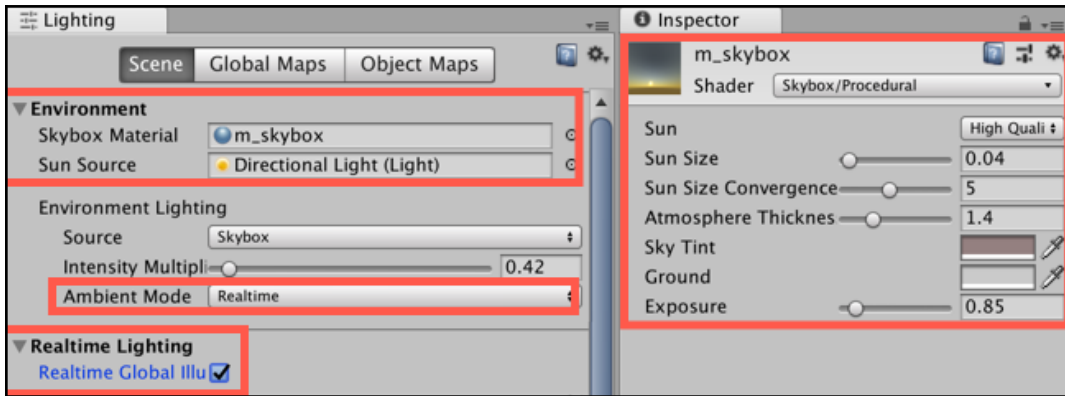 Lighting
Scene
Global Maps
Object Maps
Environment
Skybox Material
m_skybox
Sun Source
Directional Light (Light)
Environment Lighting
Source
Skybox
Intensity Multipli
0.42
Ambient Mode
Realtime
Realtime Lighting
Realtime Global Illu
Inspector
m_skybox
Shader
Skybox/Procedural
Sun
High Quali
Sun Size
0.04
Sun Size Convergence
5
Atmosphere Thicknes
1.4
Sky Tint
Ground
Exposure
0.85